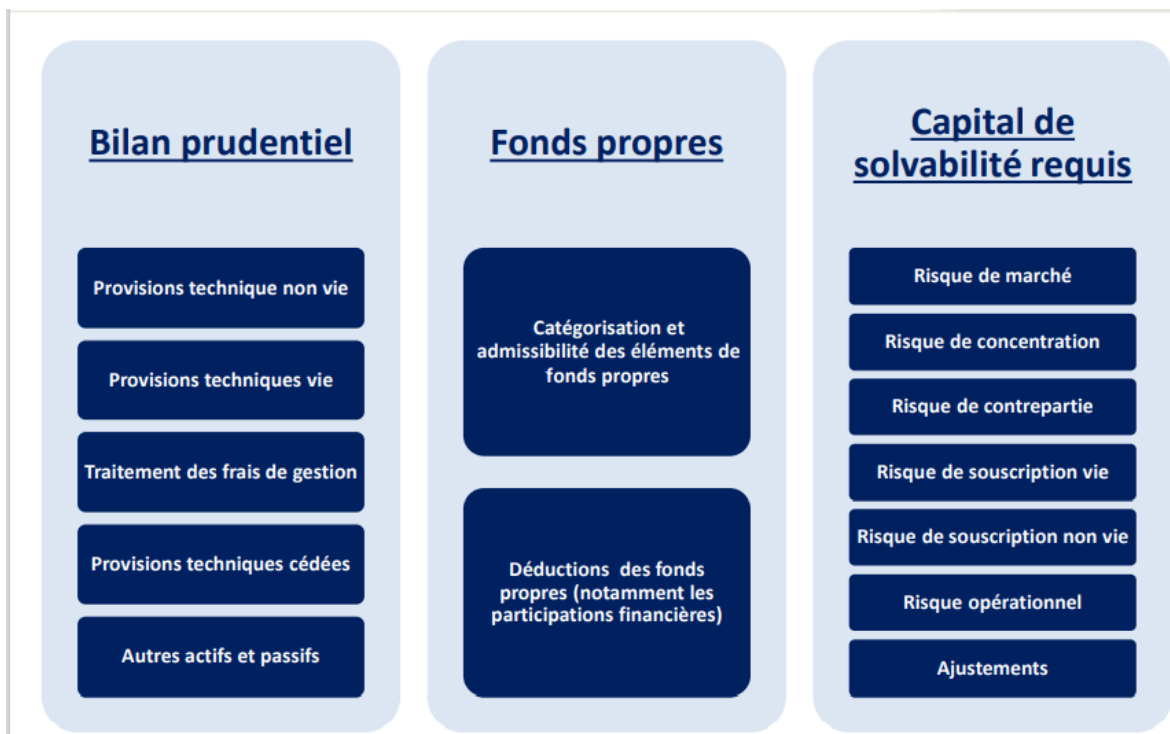 Bilan prudentiel
Provisions technique non vie
Provisions techniques vie
Traitement des frais de gestion
Provisions techniques cédées
Autres actifs et passifs
Fonds propres
Catégorisation et
admissibilité des éléments de
fonds propres
Déductions des fonds
propres (notamment les
participations financières)
Capital de
solvabilité requis
Risque de marché
Risque de concentration
Risque de contrepartie
Risque de souscription vie
Risque de souscription non vie
Risque opérationnel
Ajustements